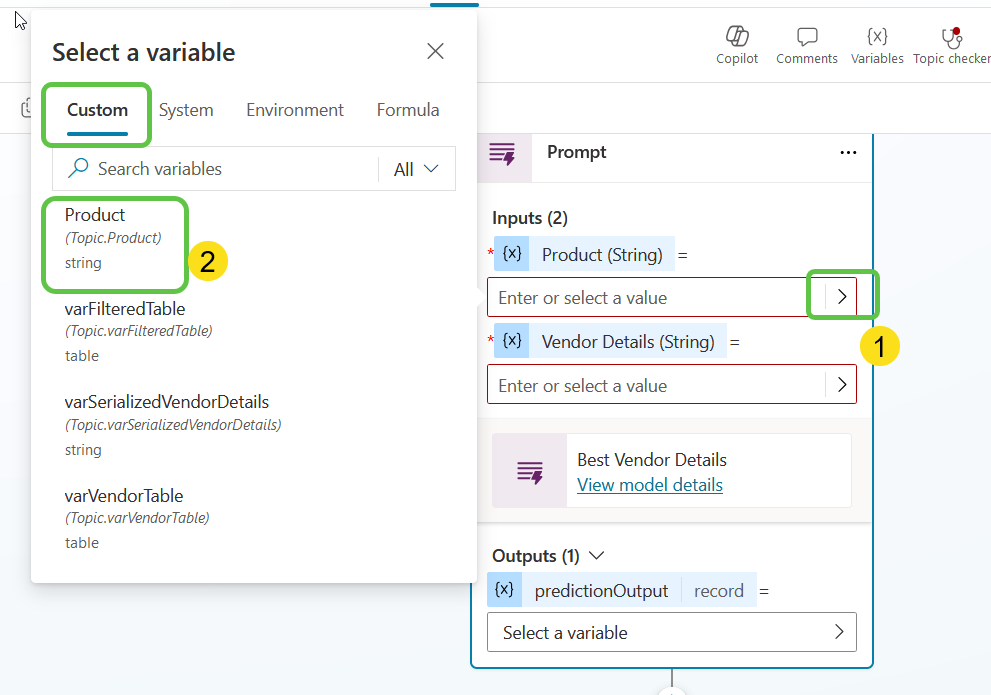 Select a variable
Custom
System
Environment
Formula
Search variables
All
Product
(Topic.Product)
string
2
varFilteredTable
(Topic.varFilteredTable)
table
varSerializedVendorDetails
(Topic.varSerializedVendorDetails)
string
varVendorTable
(Topic.varVendorTable)
table
Copilot
Comments
{x}
Variables
Topic checker
Prompt
...
Inputs (2)
* {x} Product (String) =
Enter or select a value
1
* {x} Vendor Details (String) =
Enter or select a value
Best Vendor Details
View model details
Outputs (1)
{x} predictionOutput record =
Select a variable